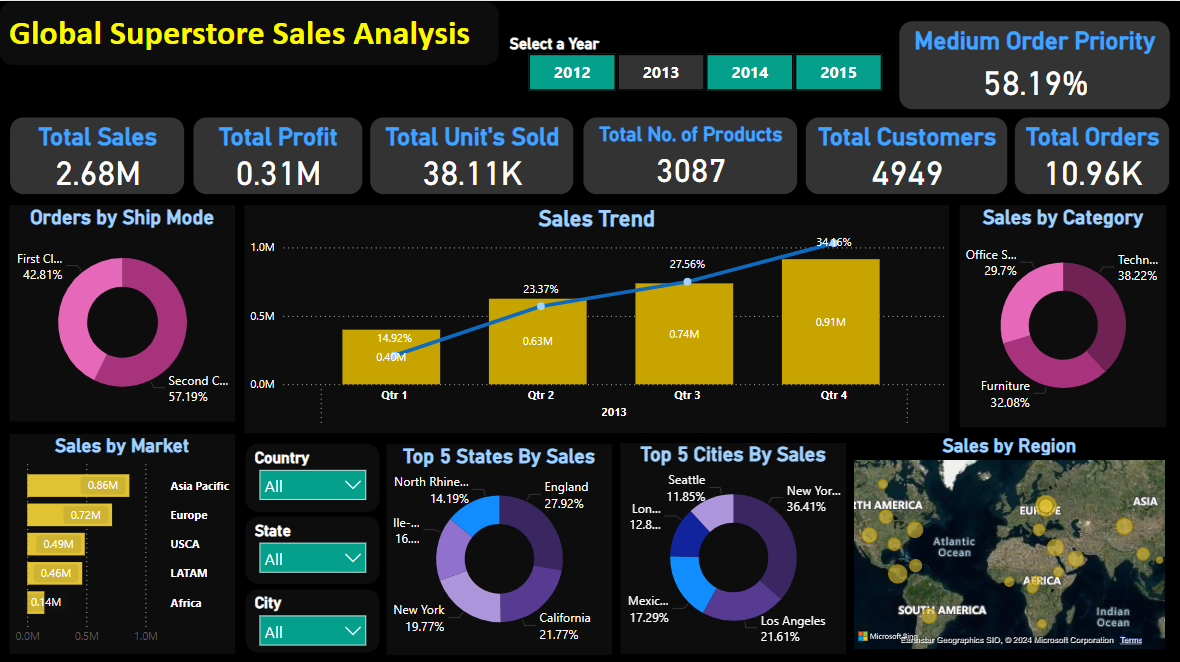 Global Superstore Sales Analysis
Select a Year
2012
2013
2014
2015
Medium Order Priority
58.19%
Total Sales
2.68M
Total Profit
0.31M
Total Unit's Sold
38.11K
Total No. of Products
3087
Total Customers
4949
Total Orders
10.96K
Orders by Ship Mode
First Cl...
42.81%
Second C...
57.19%
Sales Trend
1.0M
0.5M
0.0M
14.92%
23.37%
27.56%
0.40M
0.63M
0.74M
0.91M
Qtr 1
Qtr 2
Qtr 3
Qtr 4
2013
Sales by Category
Office S...
29.7%
Techn...
38.22%
Furniture
32.08%
Sales by Market
0.86M
Asia Pacific
0.72M
Europe
0.49M
USCA
0.46M
LATAM
0.14M
Africa
0.0M
0.5M
1.0M
Country
All
State
All
City
All
Top 5 States By Sales
North Rhine...
14.19%
England
27.92%
Ile-...
16....
New York
19.77%
California
21.77%
Top 5 Cities By Sales
Seattle
11.85%
New Yor...
36.41%
Lon...
12.8...
Mexic...
17.29%
Los Angeles
21.61%
Sales by Region
RTH AMERICA
EUROPE
ASIA
Atlantic
Ocean
AFRICA
SOUTH AMERICA
Indian
Ocean
Microsoft Bing
Earthstar Geographics SIO, © 2024 Microsoft Corporation
Terms